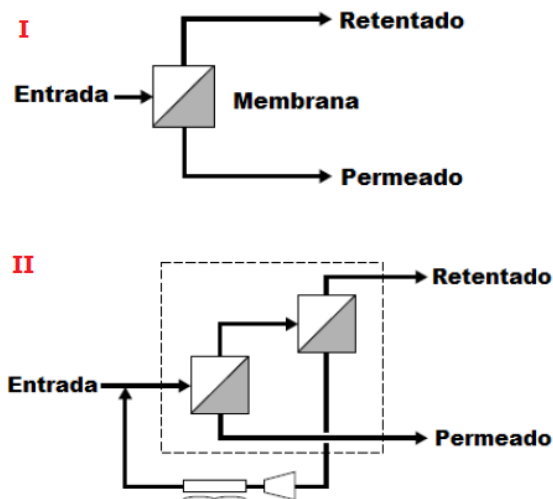 I
Retentado
Entrada
Membrana
Permeado
II
Retentado
Entrada
Permeado